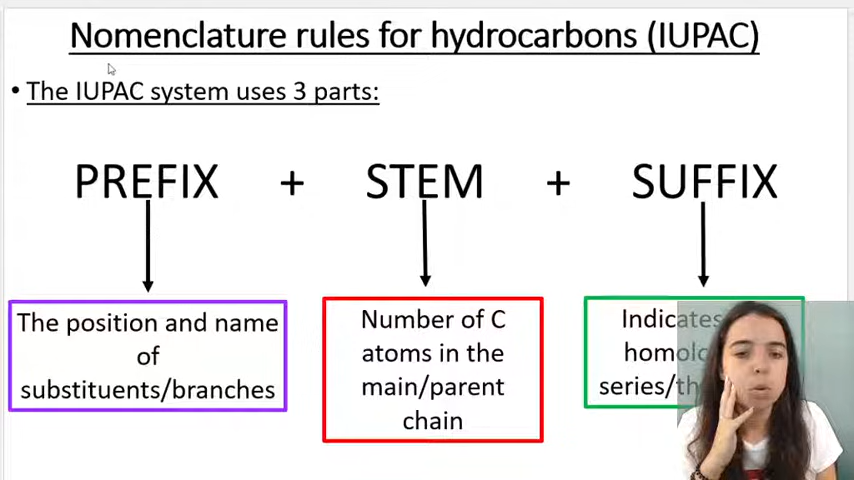 Nomenclature rules for hydrocarbons (IUPAC)
• The IUPAC system uses 3 parts:
PREFIX + STEM + SUFFIX
The position and name
of
substituents/branches
Number of C
atoms in the
main/parent
chain
Indicates
series/